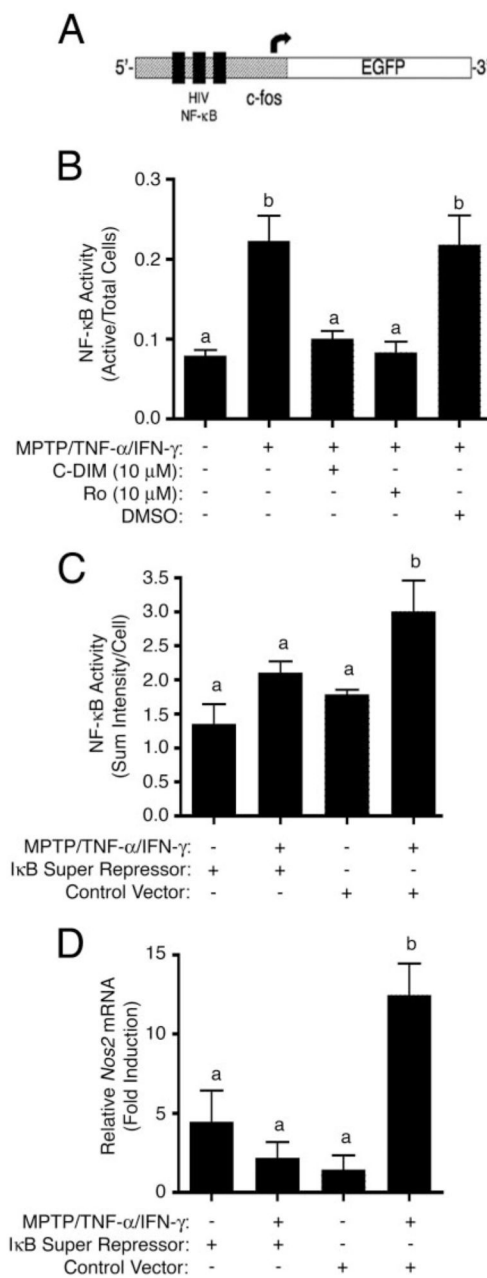 A
5'-
EGFP
-3'
HIV
NF-κB
c-fos
B
NF-κB Activity
(Active/Total Cells)
0.3
0.2
0.1
0.0
a
b
a
a
b
MPTP/TNF-α/IFN-γ: - + + + +
C-DIM (10 μM): - - + - -
Ro (10 μM): - - - + -
DMSO: - - - - +
C
NF-κB Activity
(Sum Intensity/Cell)
3.5
3.0
2.5
2.0
1.5
1.0
0.5
0.0
a
a
a
b
MPTP/TNF-α/IFN-γ: - + - +
IκB Super Repressor: + + - -
Control Vector: - - + +
D
Relative Nos2 mRNA
(Fold Induction)
15
10
5
0
a
a
a
b
MPTP/TNF-α/IFN-γ: - + - +
IκB Super Repressor: + + - -
Control Vector: - - + +